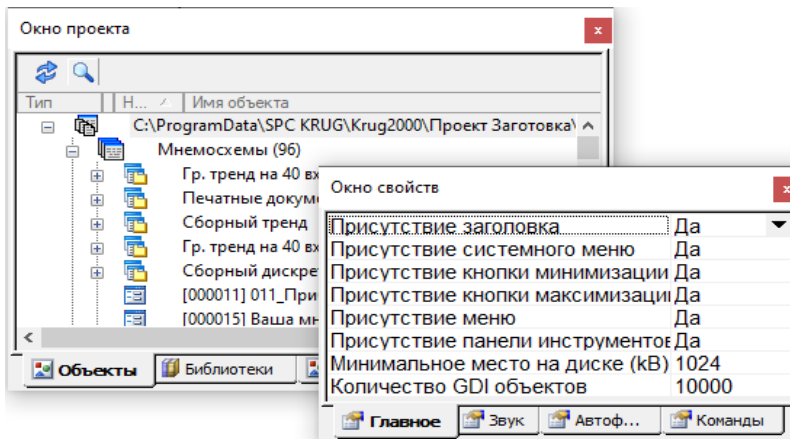 Окно проекта
Тип Н... Имя объекта
C:\ProgramData\SPC KRUG\Krug2000\Проект Заготовка\
Мнемосхемы (96)
Гр. тренд на 40 вх
Печатные докум
Сборный тренд
Гр. тренд на 40 вх
Сборный дискре
[000011] 011_При
[000015] Ваша мн
Объекты Библиотеки
Окно свойств
Присутствие заголовка Да
Присутствие системного меню Да
Присутствие кнопки минимизации Да
Присутствие кнопки максимизаци Да
Присутствие меню Да
Присутствие панели инструментов Да
Минимальное место на диске (kB) 1024
Количество GDI объектов 10000
Главное Звук Автоф... Команды